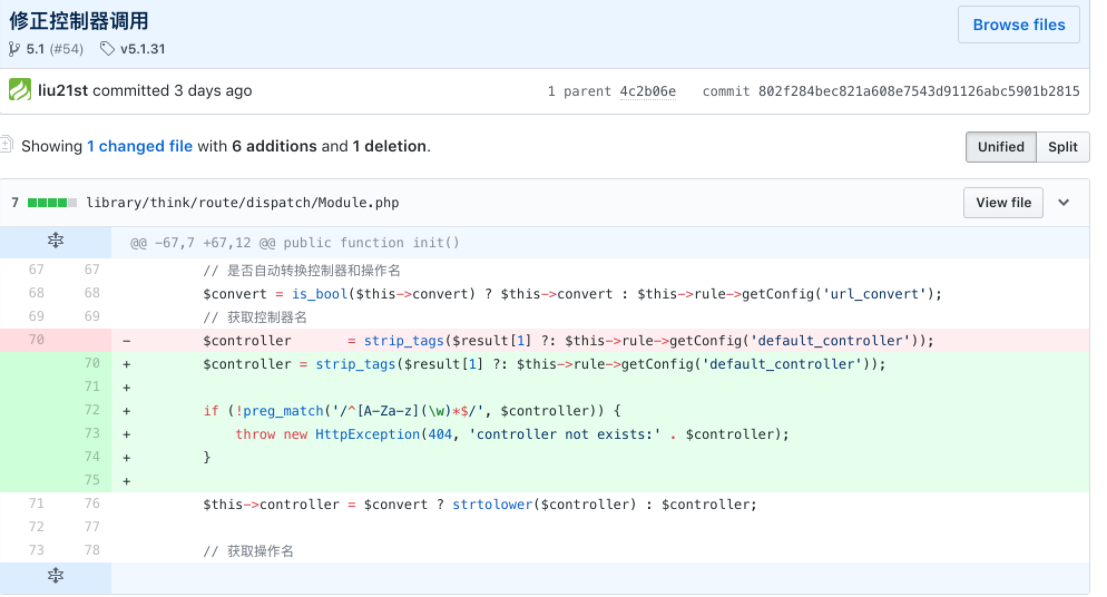 修正控制器调用
Browse files
5.1 (#54) v5.1.31
liu21st committed 3 days ago 1 parent 4c2b06e commit 802f284bec821a608e7543d91126abc5901b2815
Showing 1 changed file with 6 additions and 1 deletion. Unified Split
7 library/think/route/dispatch/Module.php View file
@@ -67,7 +67,12 @@ public function init()
67 67 // 是否自动转换控制器和操作名
68 68 $convert = is_bool($this->convert) ? $this->convert : $this->rule->getConfig('url_convert');
69 69 // 获取控制器名
70 - $controller = strip_tags($result[1] ?: $this->rule->getConfig('default_controller'));
70 + $controller = strip_tags($result[1] ?: $this->rule->getConfig('default_controller'));
71 +
72 + if (!preg_match('/^[A-Za-z](\w)*$/', $controller)) {
73 + throw new HttpException(404, 'controller not exists:' . $controller);
74 + }
75 +
71 76 $this->controller = $convert ? strtolower($controller) : $controller;
72 77
73 78 // 获取操作名